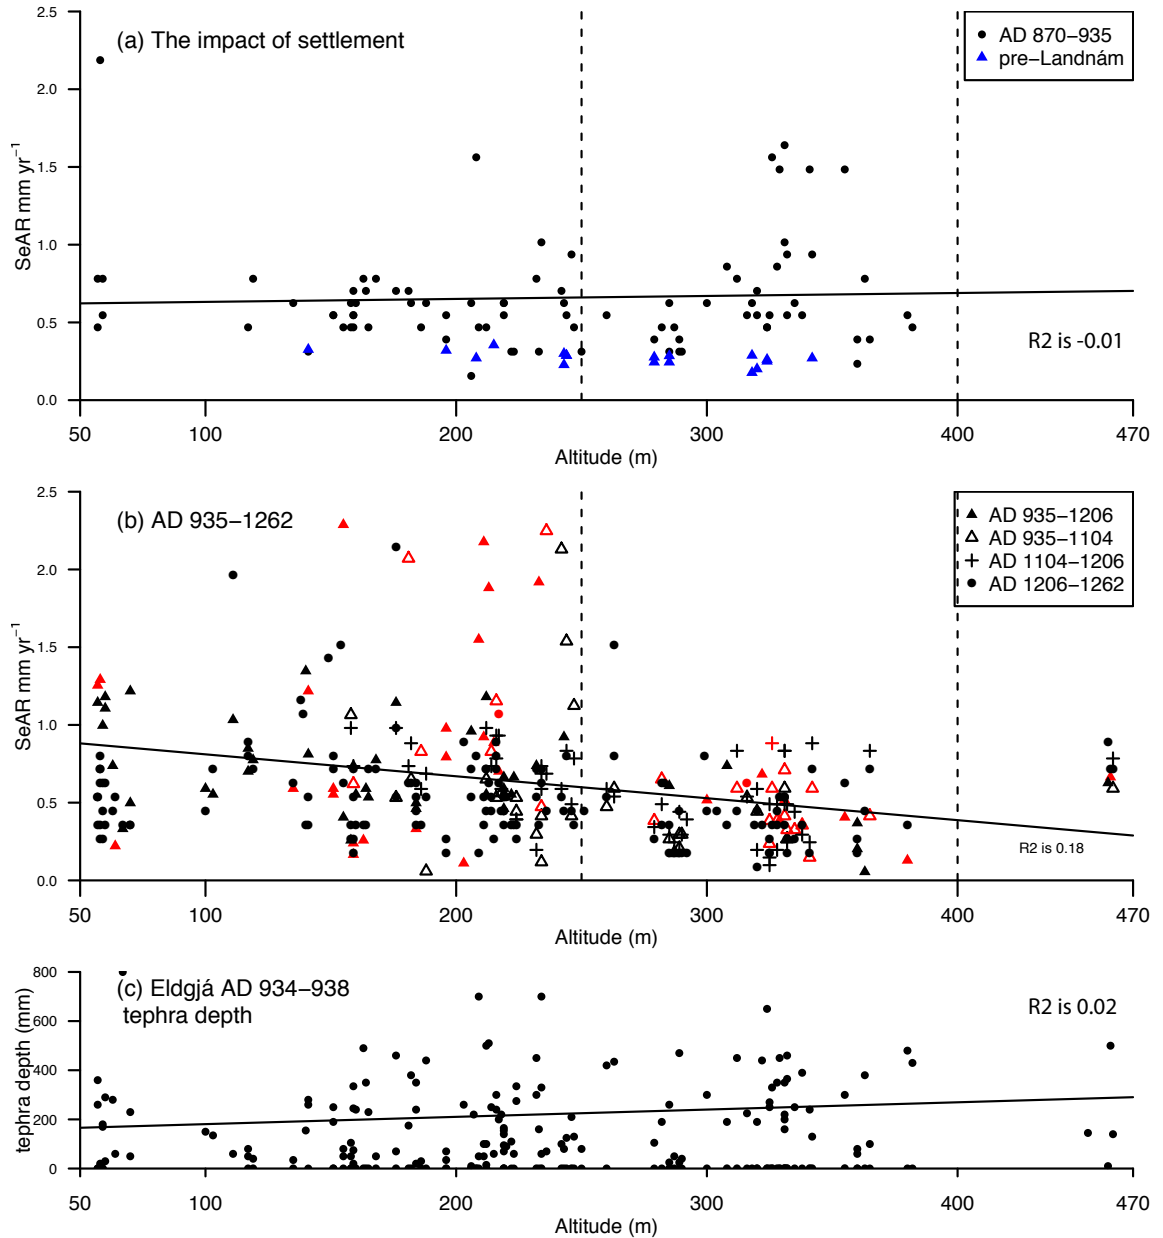 (a) The impact of settlement
AD 870−935
pre−Landnám
SeAR mm yr−1
2.5
2.0
1.5
1.0
0.5
0.0
R2 is -0.01
50 100 200 300 400 470
Altitude (m)
(b) AD 935−1262
AD 935−1206
AD 935−1104
AD 1104−1206
AD 1206−1262
SeAR mm yr−1
2.5
2.0
1.5
1.0
0.5
0.0
R2 is 0.18
50 100 200 300 400 470
Altitude (m)
(c) Eldgjá AD 934−938
tephra depth
R2 is 0.02
tephra depth (mm)
800
600
400
200
0
50 100 200 300 400 470
Altitude (m)